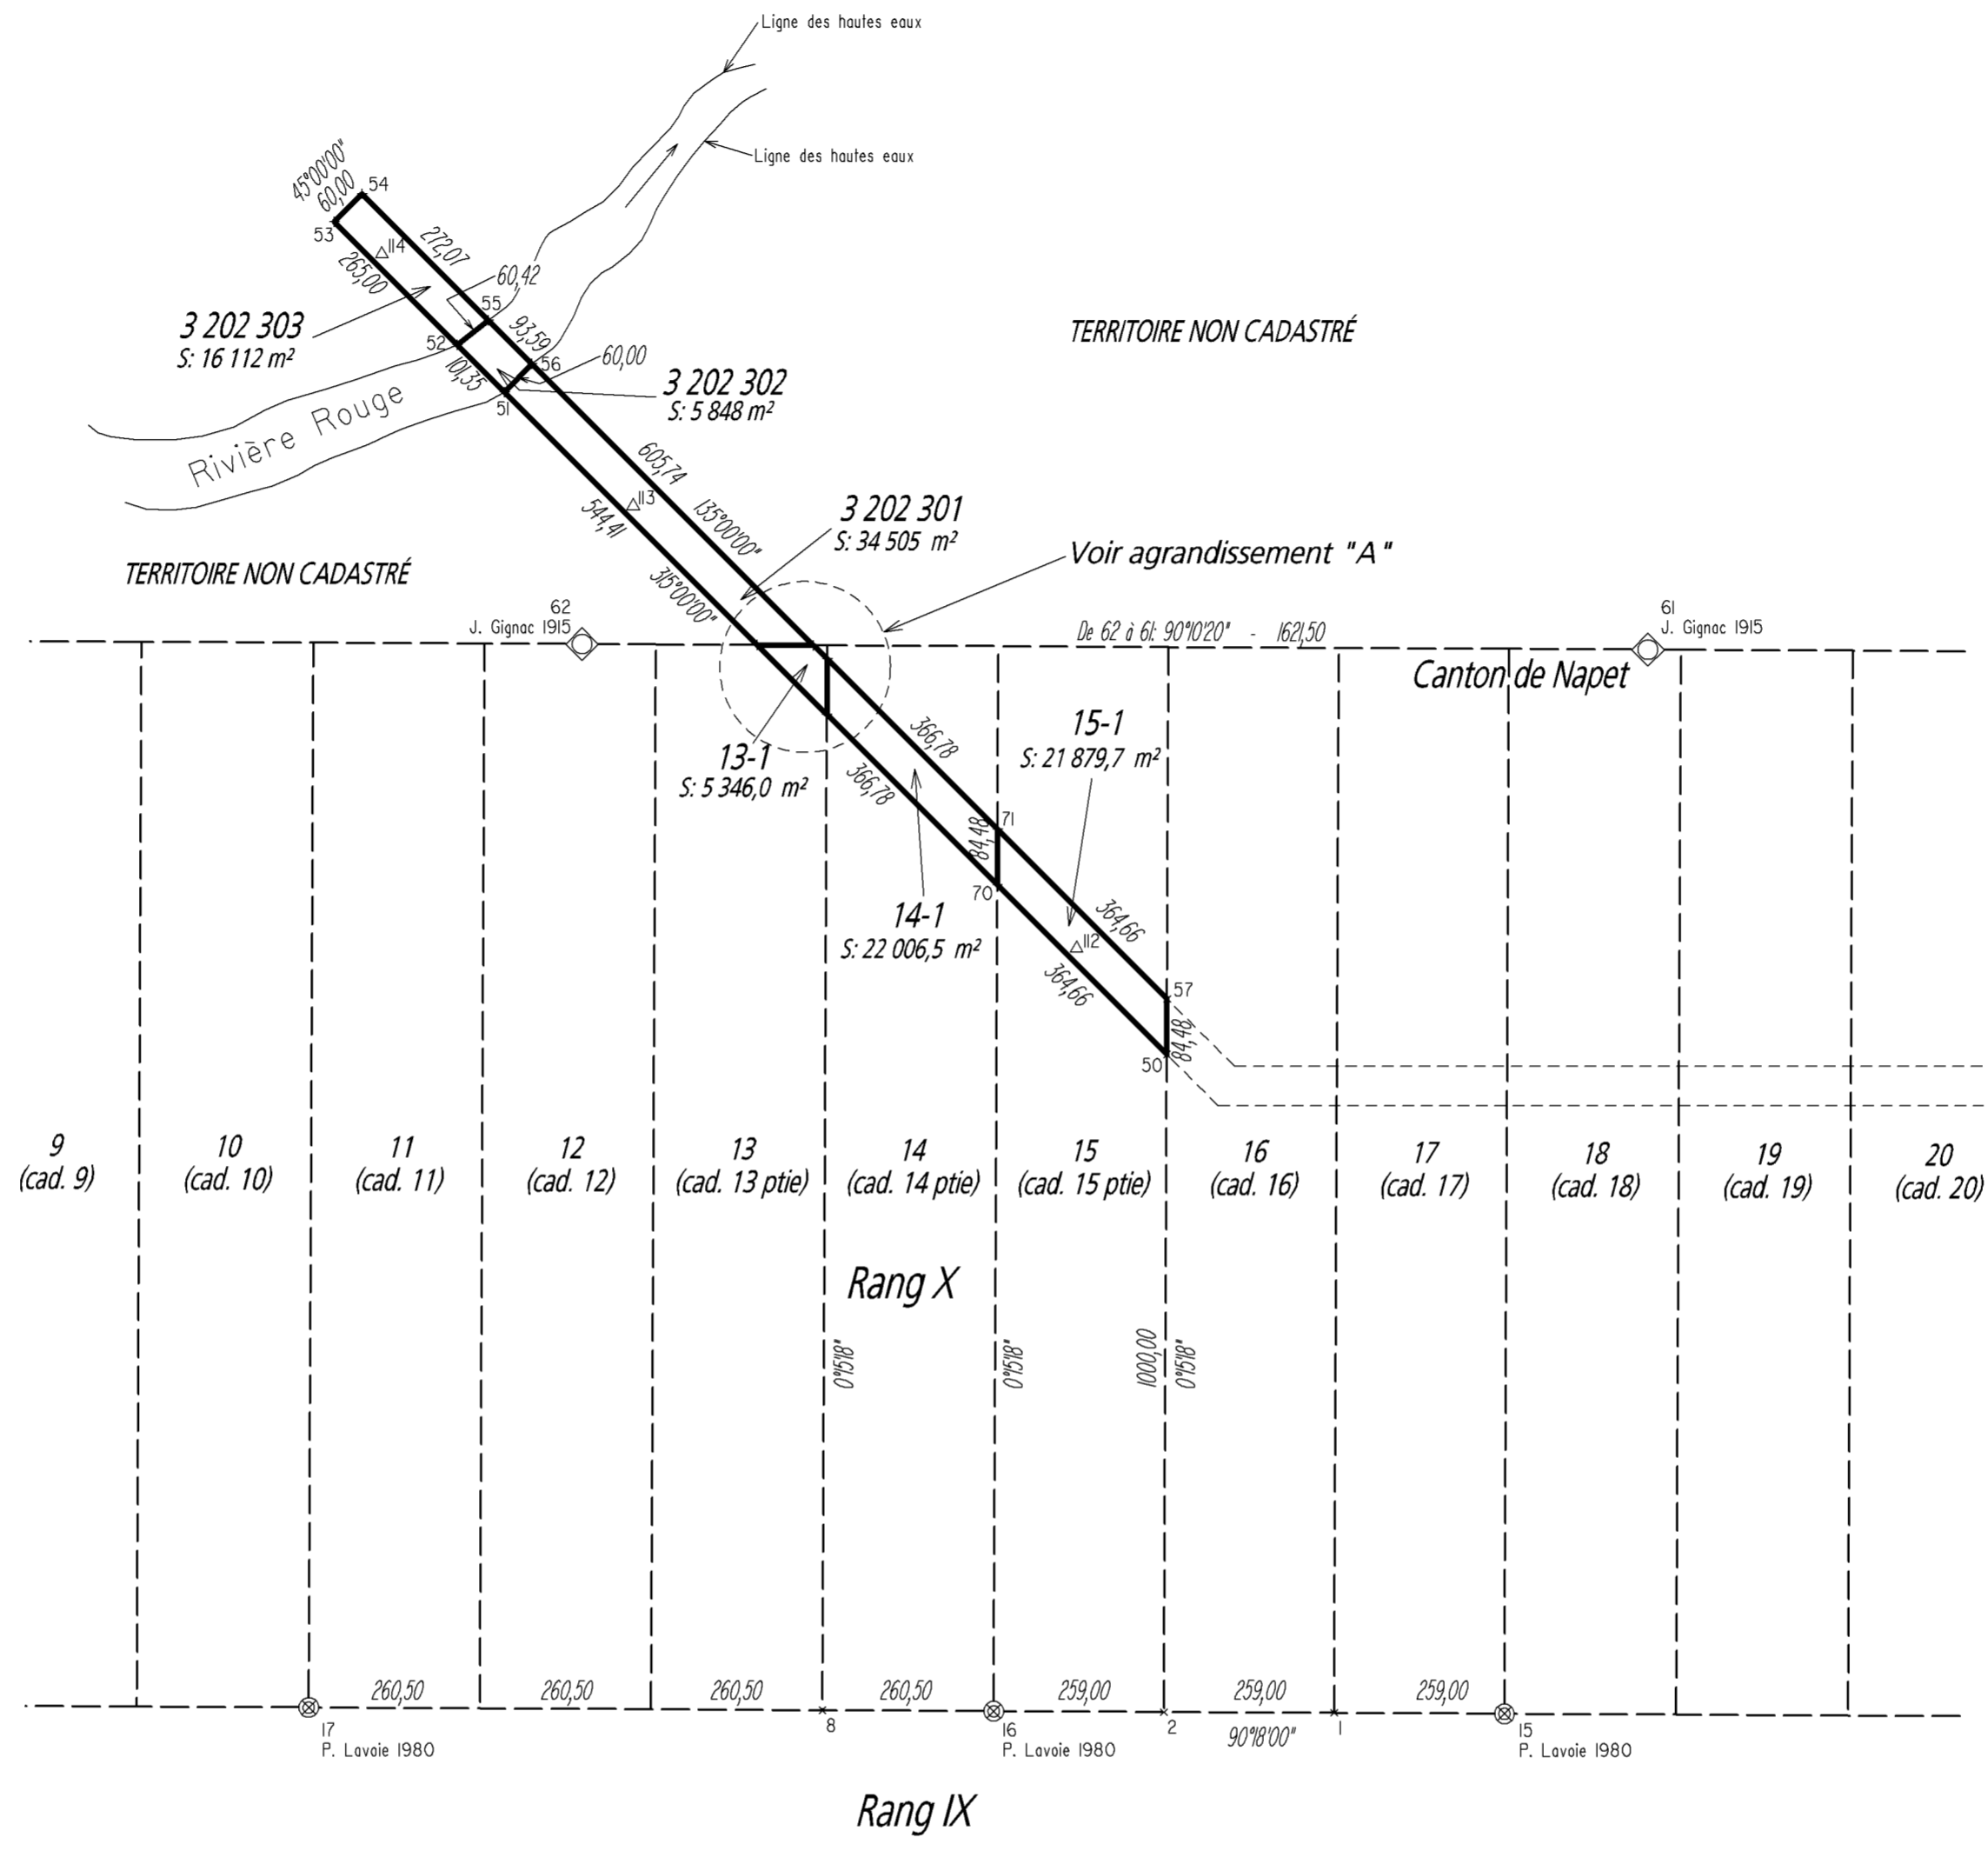 Ligne des hautes eaux
Ligne des hautes eaux
45°00'00"
60,00
54
53
114
272,07
265,00
60,42
55
3 202 303
S: 16 112 m²
52
93,59
56
60,00
101,35
51
3 202 302
S: 5 848 m²
TERRITOIRE NON CADASTRÉ
Rivière Rouge
605,74
135°00'00"
113
544,41
3 202 301
S: 34 505 m²
Voir agrandissement "A"
TERRITOIRE NON CADASTRÉ
315°00'00"
62
J. Gignac 1915
De 62 à 61: 90°10'20" - 1621,50
61
J. Gignac 1915
Canton de Napet
13-1
S: 5 346,0 m²
366,78
366,78
15-1
S: 21 879,7 m²
84,48
71
70
14-1
S: 22 006,5 m²
364,66
112
364,66
57
84,48
50
9
(cad. 9)
10
(cad. 10)
11
(cad. 11)
12
(cad. 12)
13
(cad. 13 ptie)
14
(cad. 14 ptie)
15
(cad. 15 ptie)
16
(cad. 16)
17
(cad. 17)
18
(cad. 18)
19
(cad. 19)
20
(cad. 20)
Rang X
0°15'18"
0°15'18"
1000,00
0°15'18"
260,50
260,50
260,50
260,50
259,00
259,00
259,00
17
P. Lavoie 1980
8
16
P. Lavoie 1980
2
90°18'00"
1
15
P. Lavoie 1980
Rang IX